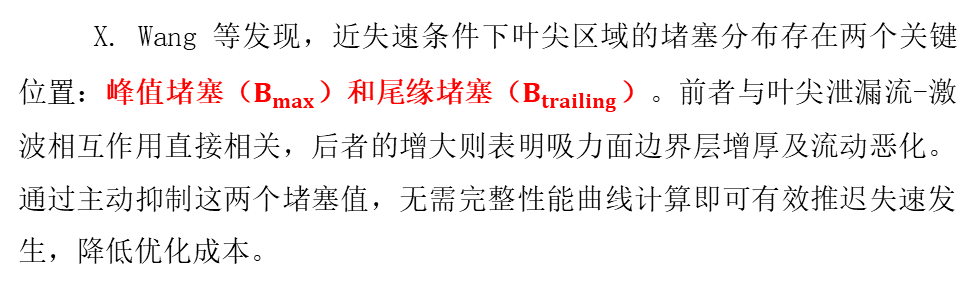 X. Wang 等发现，近失速条件下叶尖区域的堵塞分布存在两个关键
位置：峰值堵塞（Bmax）和尾缘堵塞（Btrailing）。前者与叶尖泄漏流-激
波相互作用直接相关，后者的增大则表明吸力面边界层增厚及流动恶化。
通过主动抑制这两个堵塞值，无需完整性能曲线计算即可有效推迟失速发
生，降低优化成本。